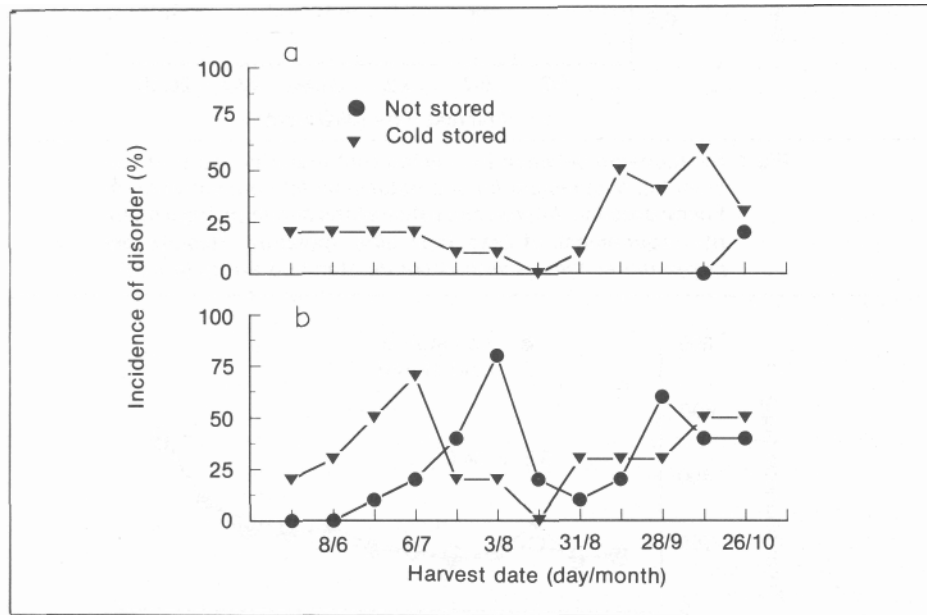 a
100
75
50
25
0
Not stored
Cold stored
Incidence of disorder (%)
b
100
75
50
25
0
8/6 6/7 3/8 31/8 28/9 26/10
Harvest date (day/month)